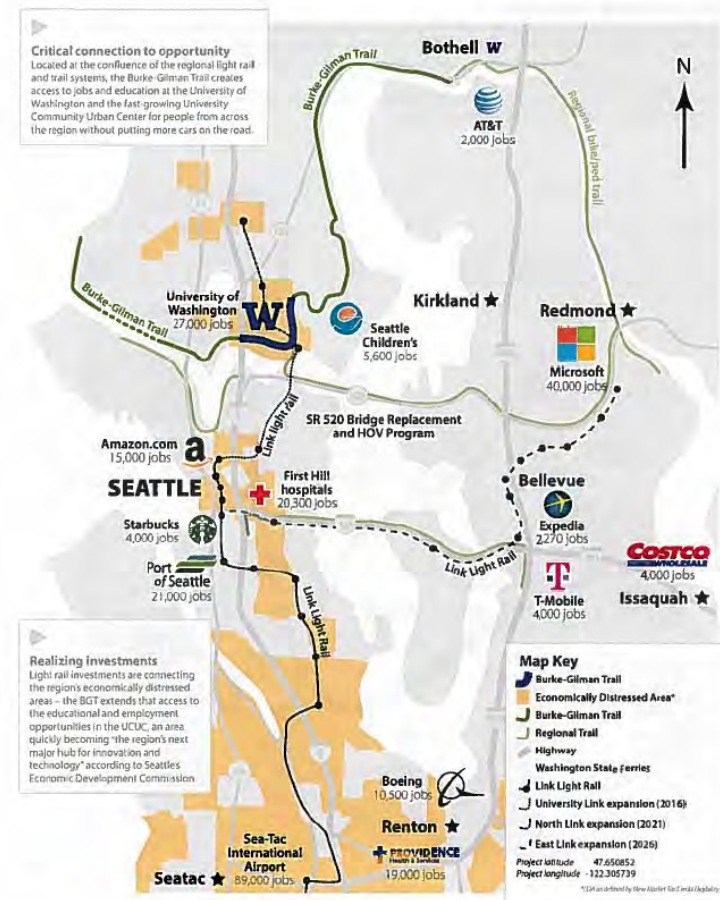 Critical connection to opportunity
Located at the confluence of the regional light rail
and trail systems, the Burke-Gilman Trail creates
access to jobs and education at the University of
Washington and the fast-growing University
Community Urban Center for people from across
the region without putting more cars on the road.
Burke-Gilman Trail
Bothell W
N
AT&T
2,000 jobs
Regional bike/ped trail
Burke-Gilman Trail
University of
Washington
27,000 jobs
W
Seattle
Children's
5,600 jobs
Kirkland
Redmond
Microsoft
40,000 jobs
Link light rail
SR 520 Bridge Replacement
and HOV Program
Amazon.com
15,000 jobs
a
SEATTLE
First Hill
hospitals
20,300 jobs
Starbucks
4,000 jobs
Port
of Seattle
21,000 jobs
Bellevue
Expedia
2,270 jobs
Link Light Rail
COSTCO
WHOLESALE
4,000 jobs
T
T-Mobile
4,000 jobs
Issaquah
Link Light Rail
Realizing investments
Light rail investments are connecting
the region's economically distressed
areas – the BGT extends that access to
the educational and employment
opportunities in the UCUC, an area
quickly becoming "the region's next
major hub for innovation and
technology" according to Seattle's
Economic Development Commission
Map Key
Burke-Gilman Trail
Economically Distressed Area*
Burke-Gilman Trail
Regional Trail
Highway
Washington State Ferries
Link Light Rail
University Link expansion (2016)
North Link expansion (2021)
East Link expansion (2026)
Project latitude 47.650852
Project longitude -122.305739
Boeing
10,500 jobs
Renton
PROVIDENCE
Health & Services
19,000 jobs
Sea-Tac
International
Airport
89,000 jobs
Seatac